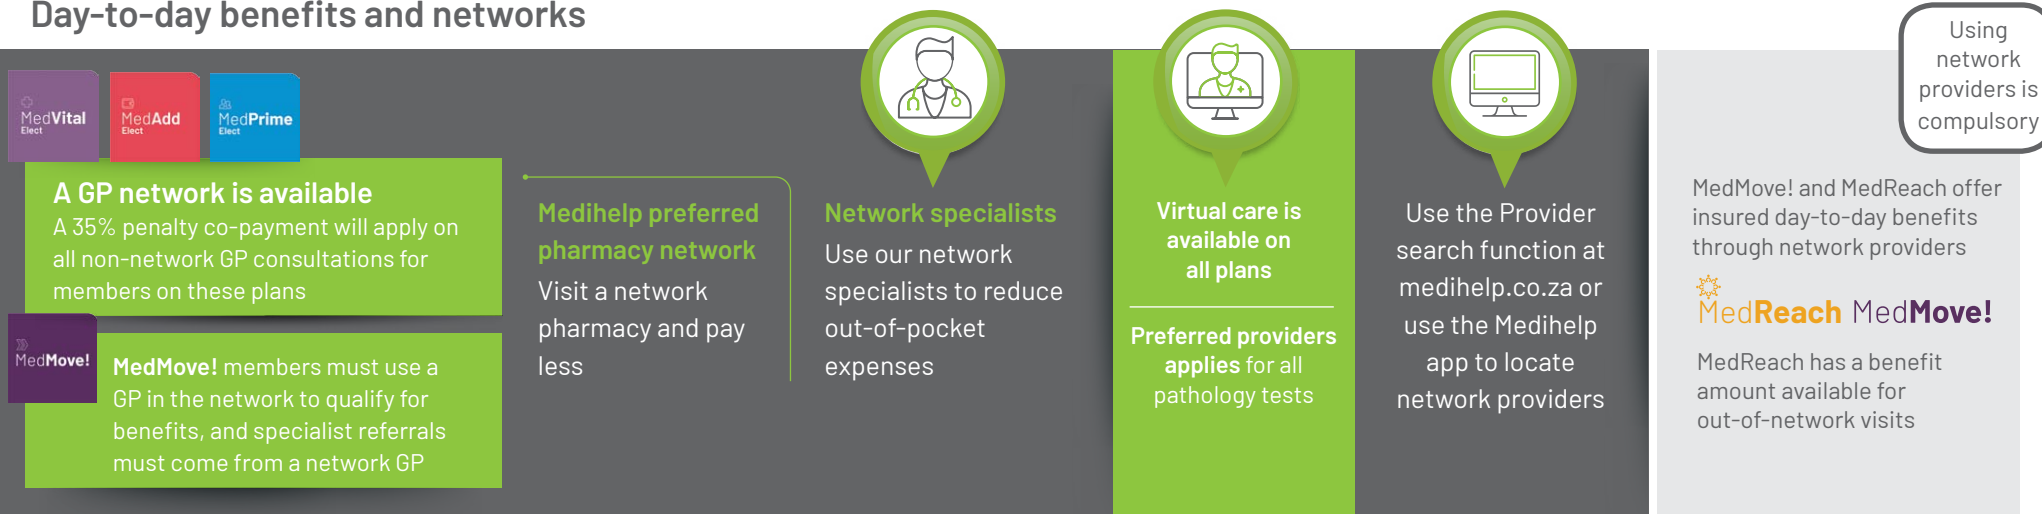 Day-to-day benefits and networks
MedVital
Elect
MedAdd
Elect
MedPrime
Elect
A GP network is available
A 35% penalty co-payment will apply on
all non-network GP consultations for
members on these plans
MedMove!
MedMove! members must use a
GP in the network to qualify for
benefits, and specialist referrals
must come from a network GP
Medihelp preferred
pharmacy network
Visit a network
pharmacy and pay
less
Network specialists
Use our network
specialists to reduce
out-of-pocket
expenses
Virtual care is
available on
all plans
Preferred providers
applies for all
pathology tests
Use the Provider
search function at
medihelp.co.za or
use the Medihelp
app to locate
network providers
Using
network
providers is
compulsory
MedMove! and MedReach offer
insured day-to-day benefits
through network providers
MedReach MedMove!
MedReach has a benefit
amount available for
out-of-network visits